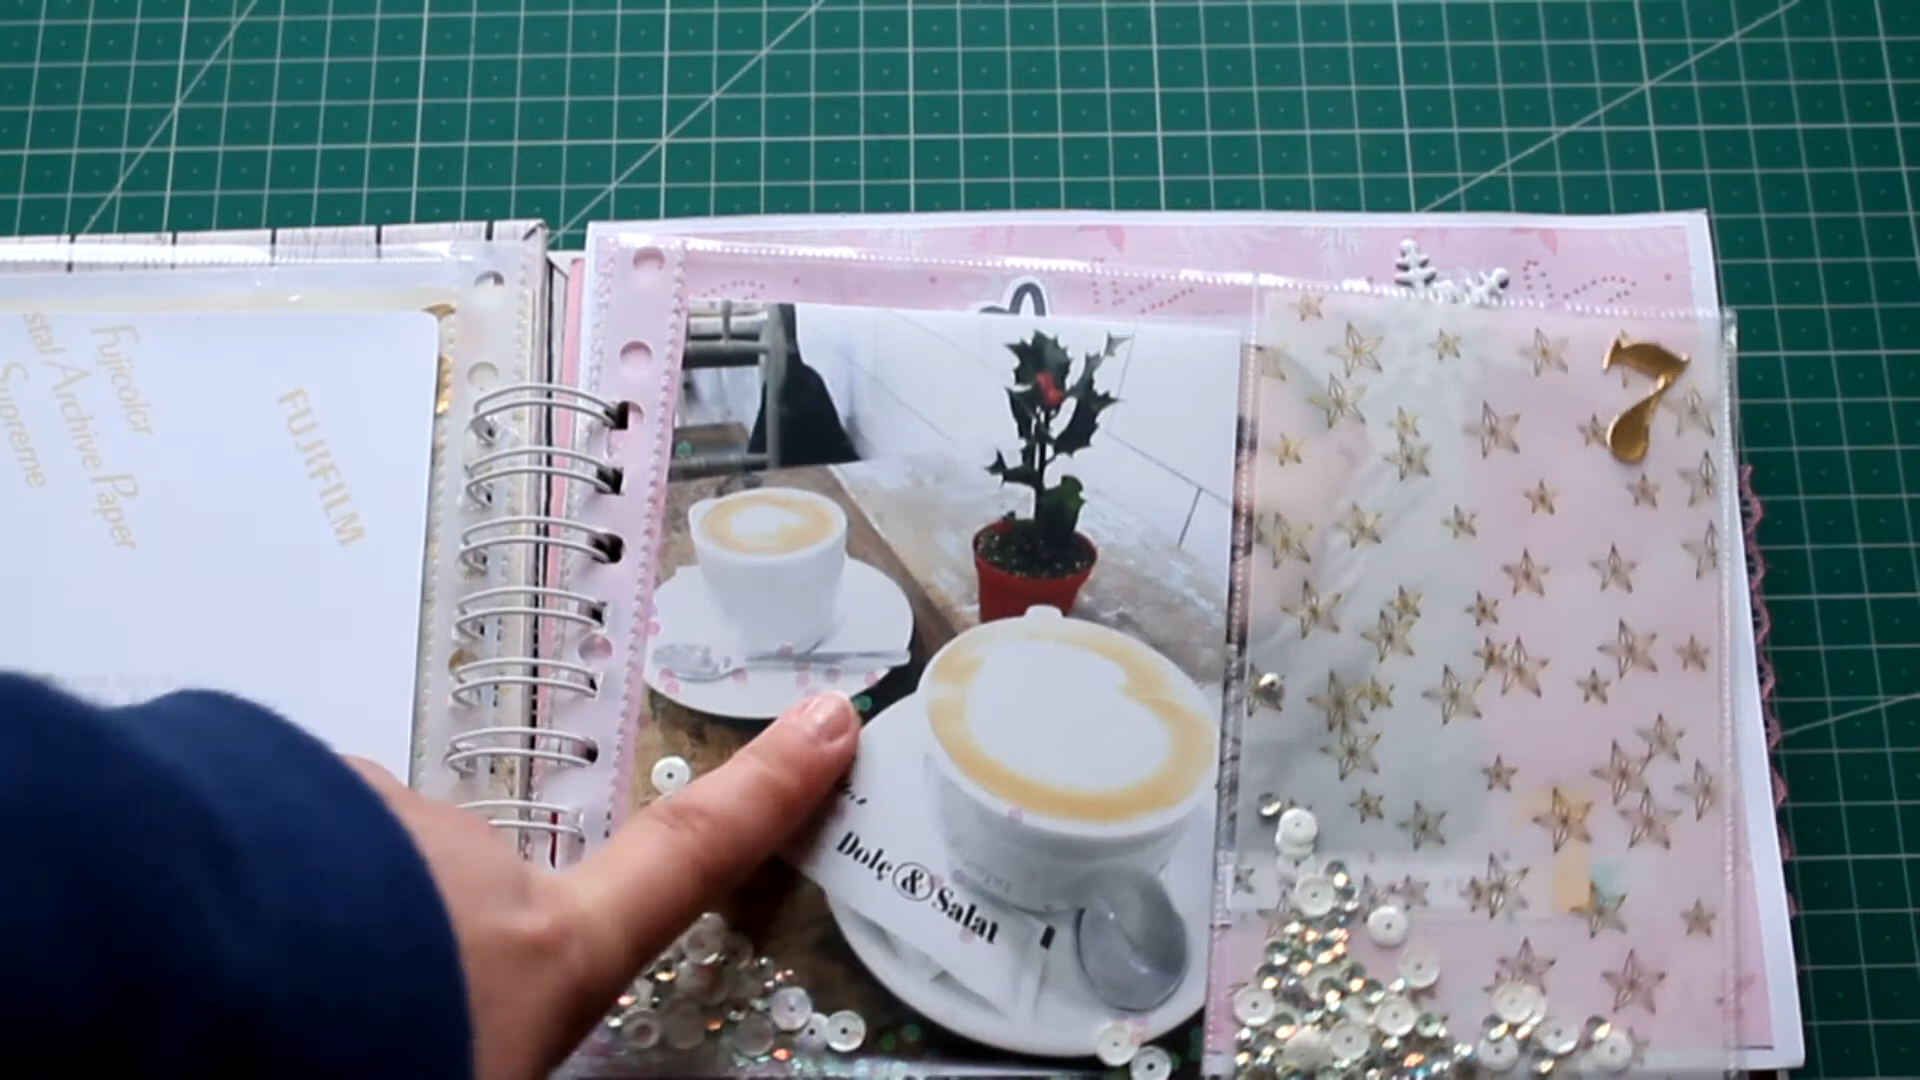 Fujicolor
stal Archive Paper
Supreme
FUJIFILM
7
Dolç & Salat